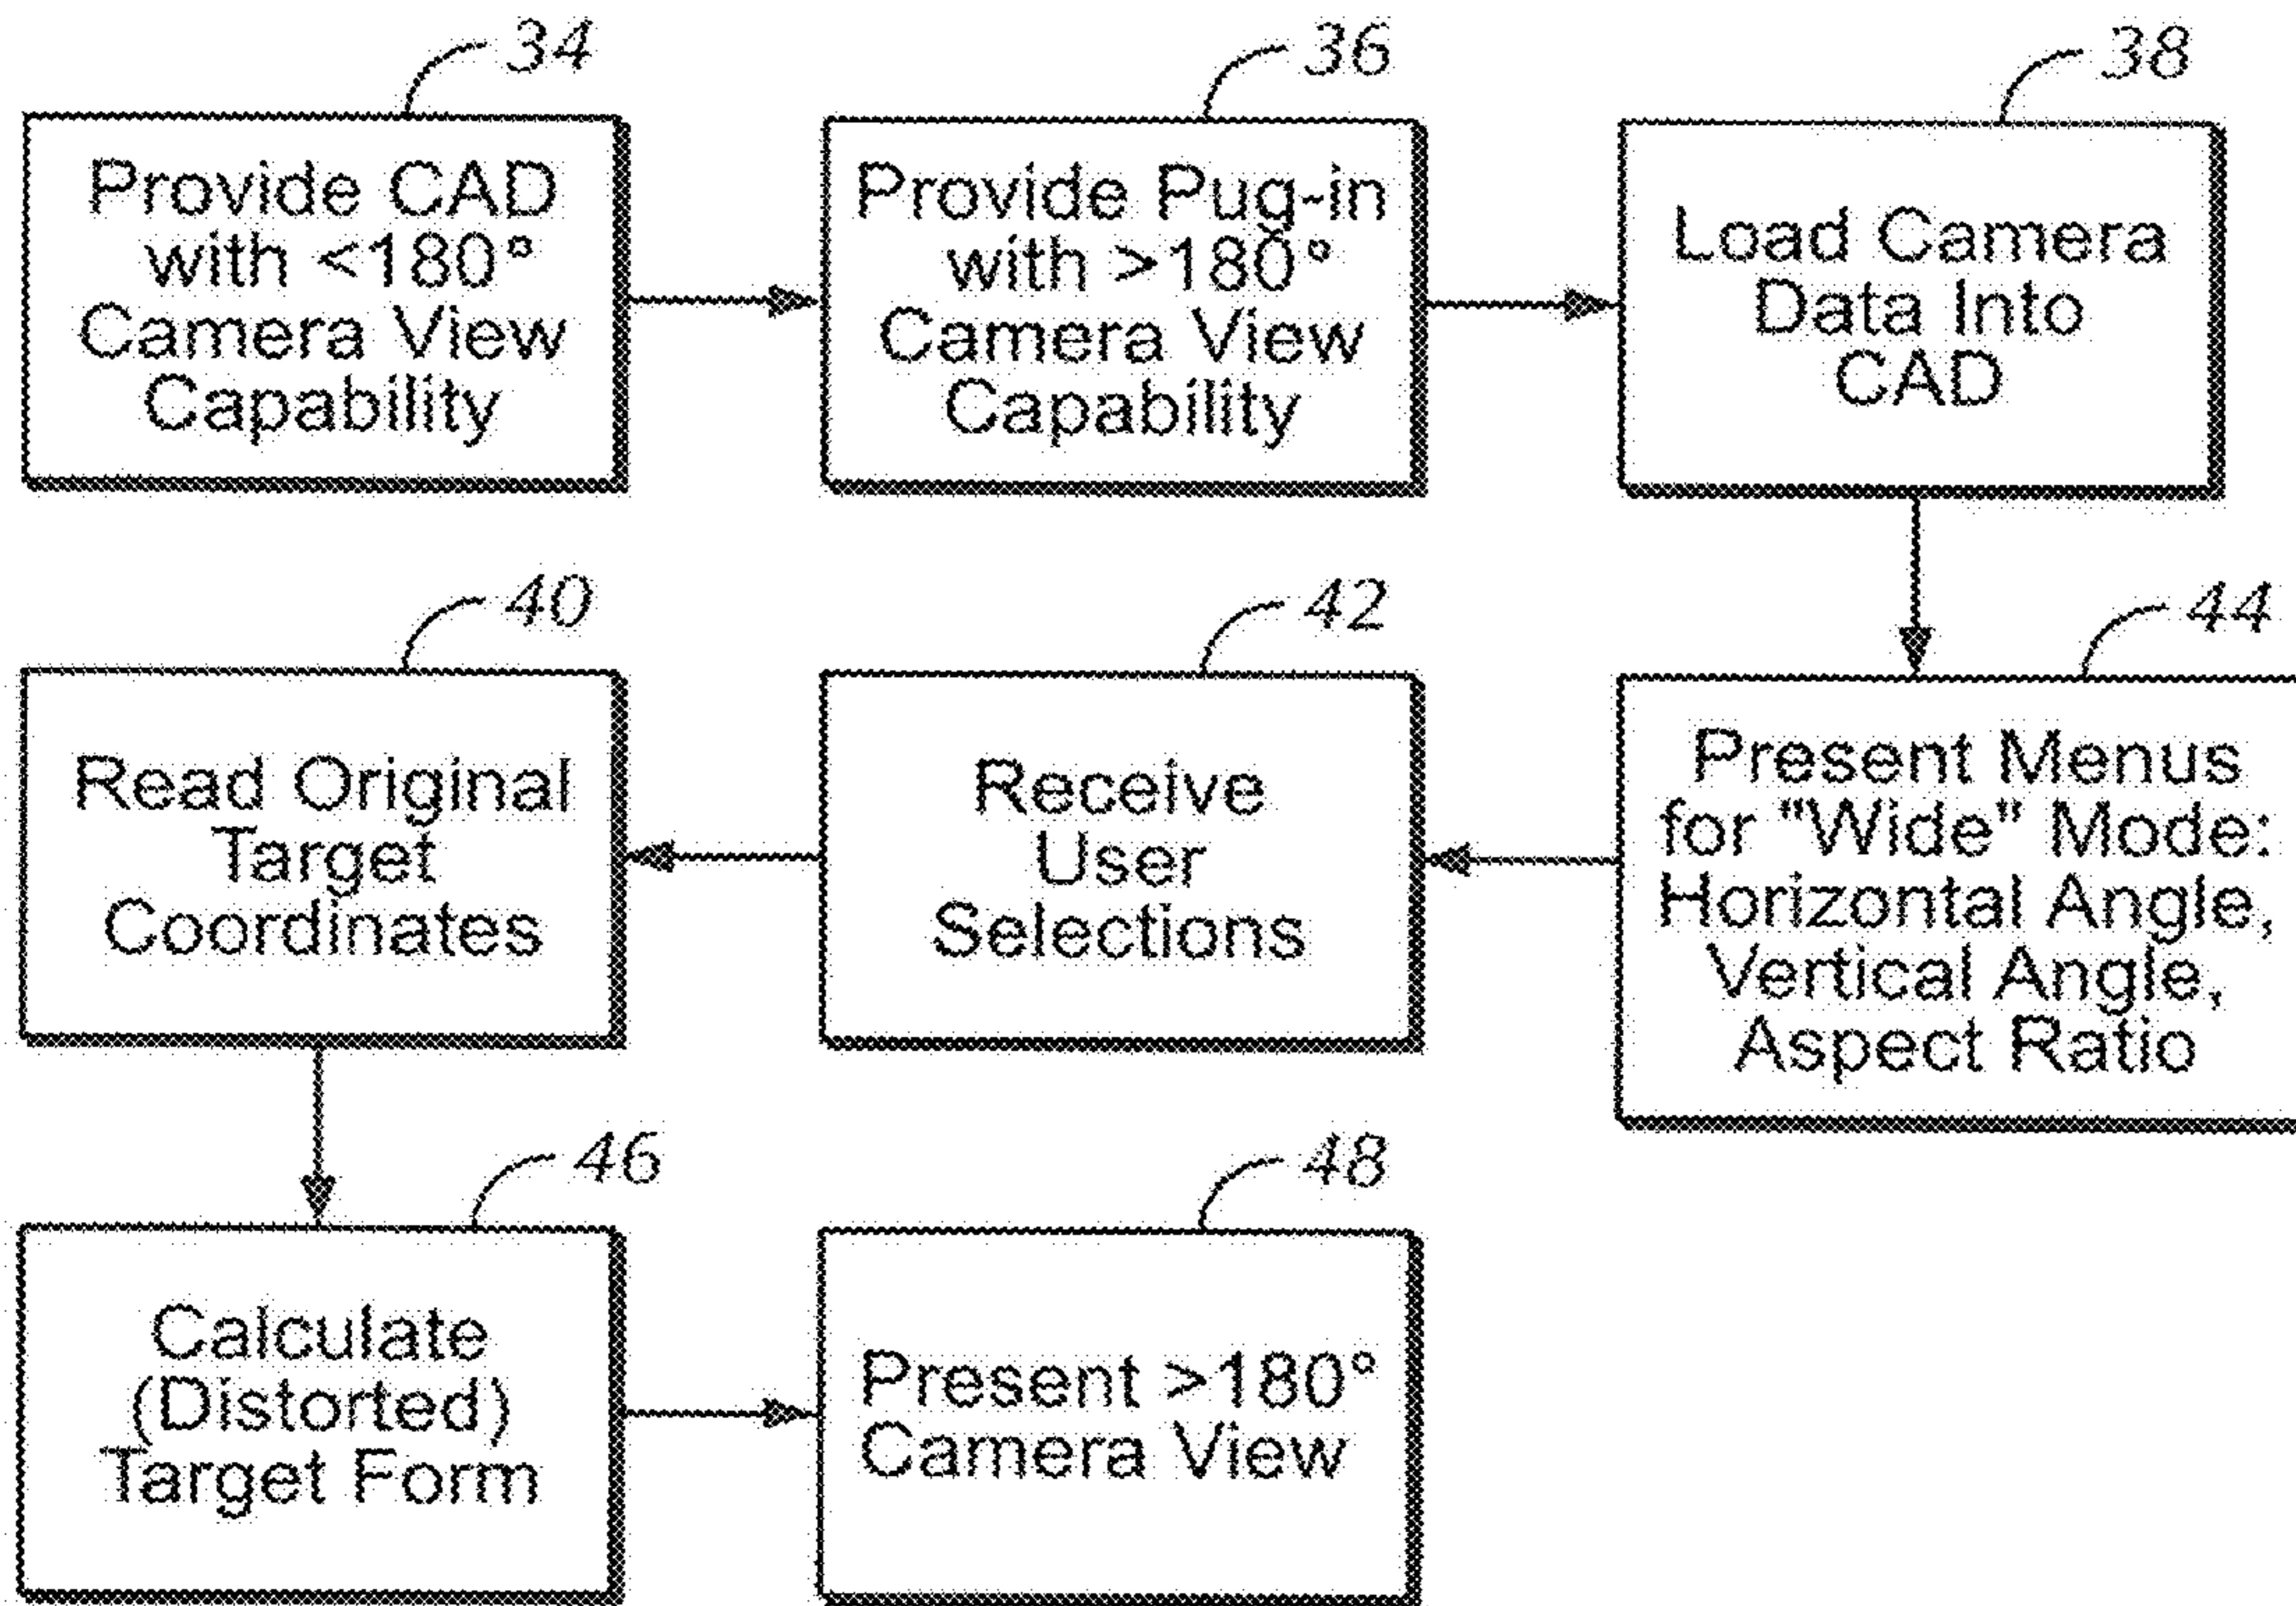 34
Provide CAD
with <180°
Camera View
Capability
36
Provide Pug-in
with >180°
Camera View
Capability
38
Load Camera
Data Into
CAD
40
Read Original
Target
Coordinates
42
Receive
User
Selections
44
Present Menus
for "Wide" Mode:
Horizontal Angle,
Vertical Angle,
Aspect Ratio
46
Calculate
(Distorted)
Target Form
48
Present >180°
Camera View